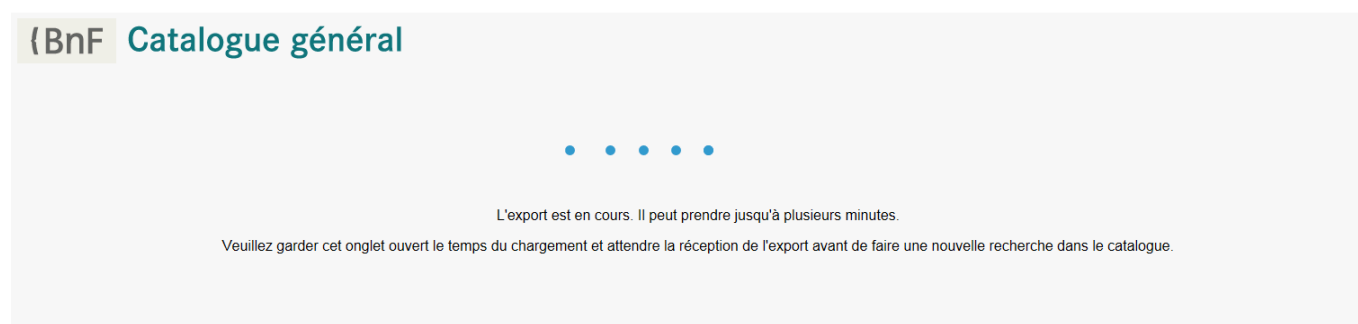 {BnF Catalogue général
L'export est en cours. Il peut prendre jusqu'à plusieurs minutes.
Veuillez garder cet onglet ouvert le temps du chargement et attendre la réception de l'export avant de faire une nouvelle recherche dans le catalogue.